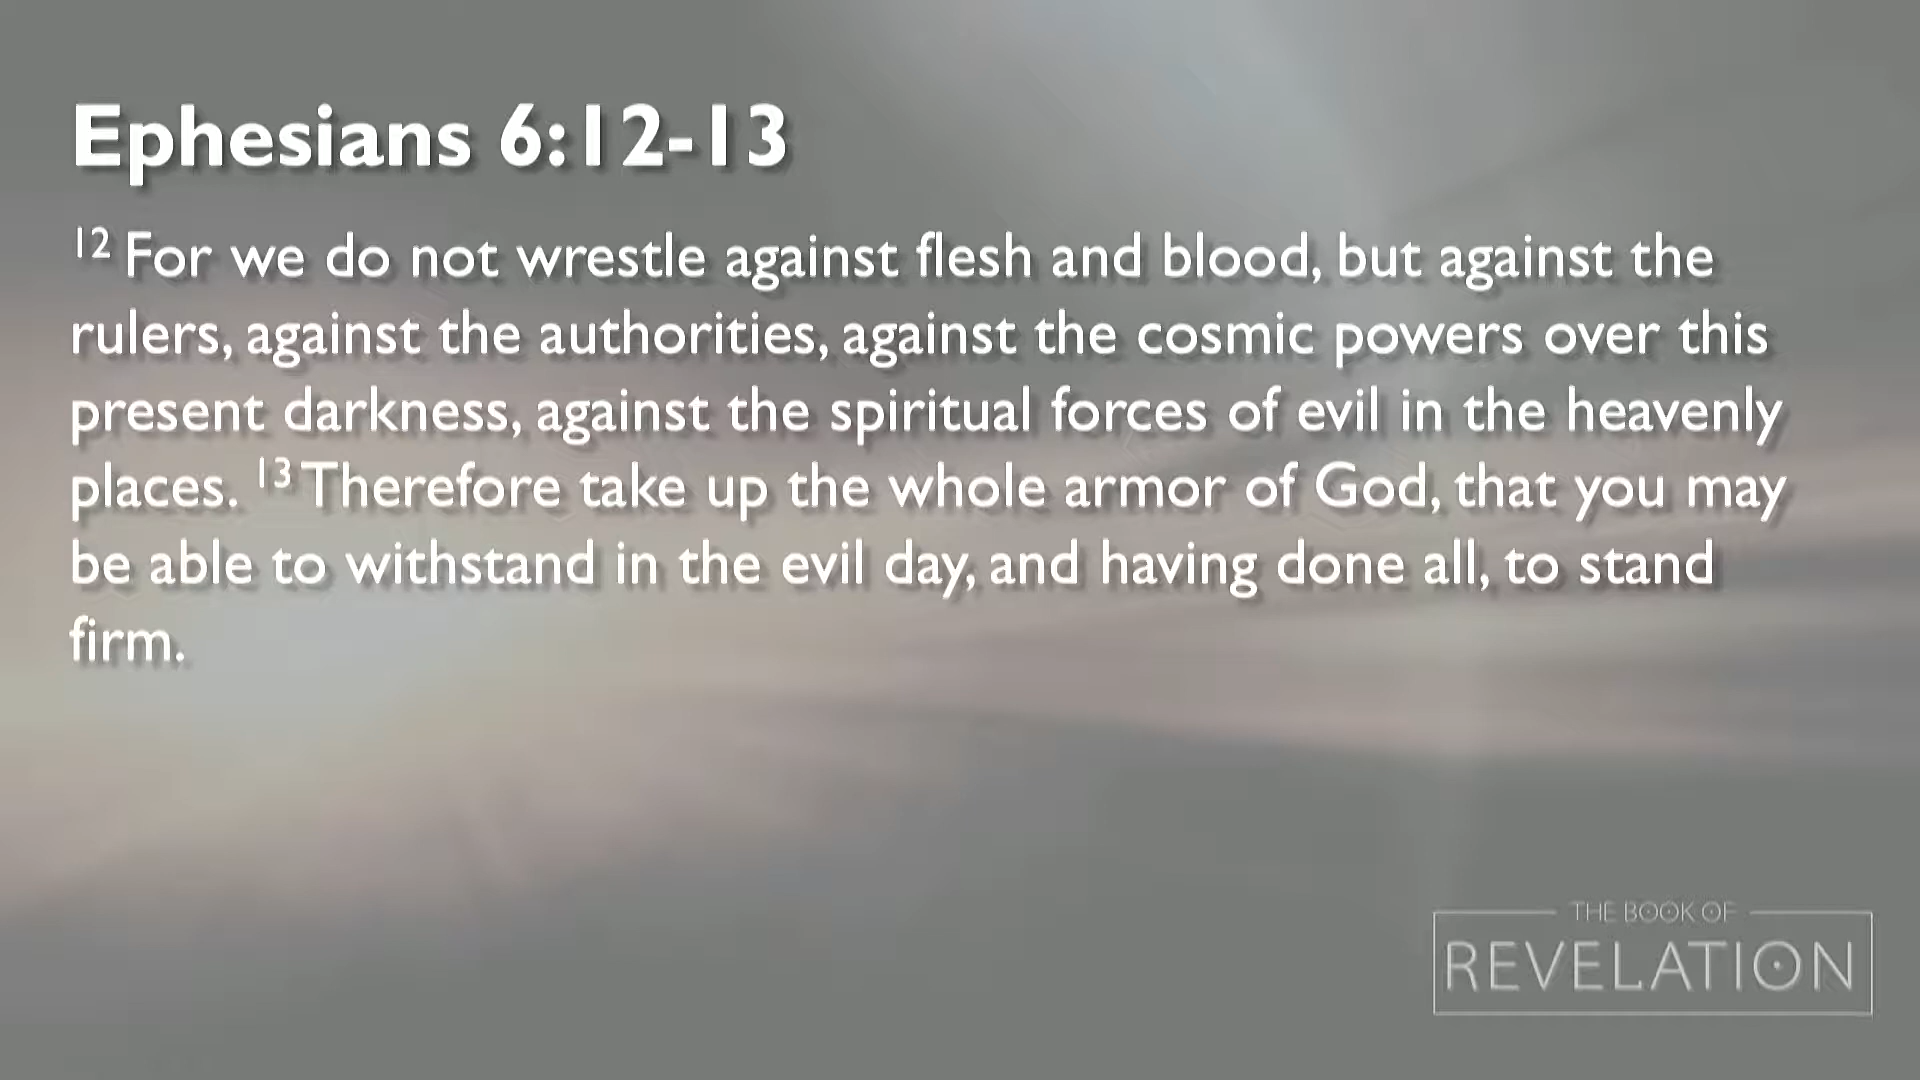 Ephesians 6:12-13
12 For we do not wrestle against flesh and blood, but against the
rulers, against the authorities, against the cosmic powers over this
present darkness, against the spiritual forces of evil in the heavenly
places. 13 Therefore take up the whole armor of God, that you may
be able to withstand in the evil day, and having done all, to stand
firm.
THE BOOK OF
REVELATION